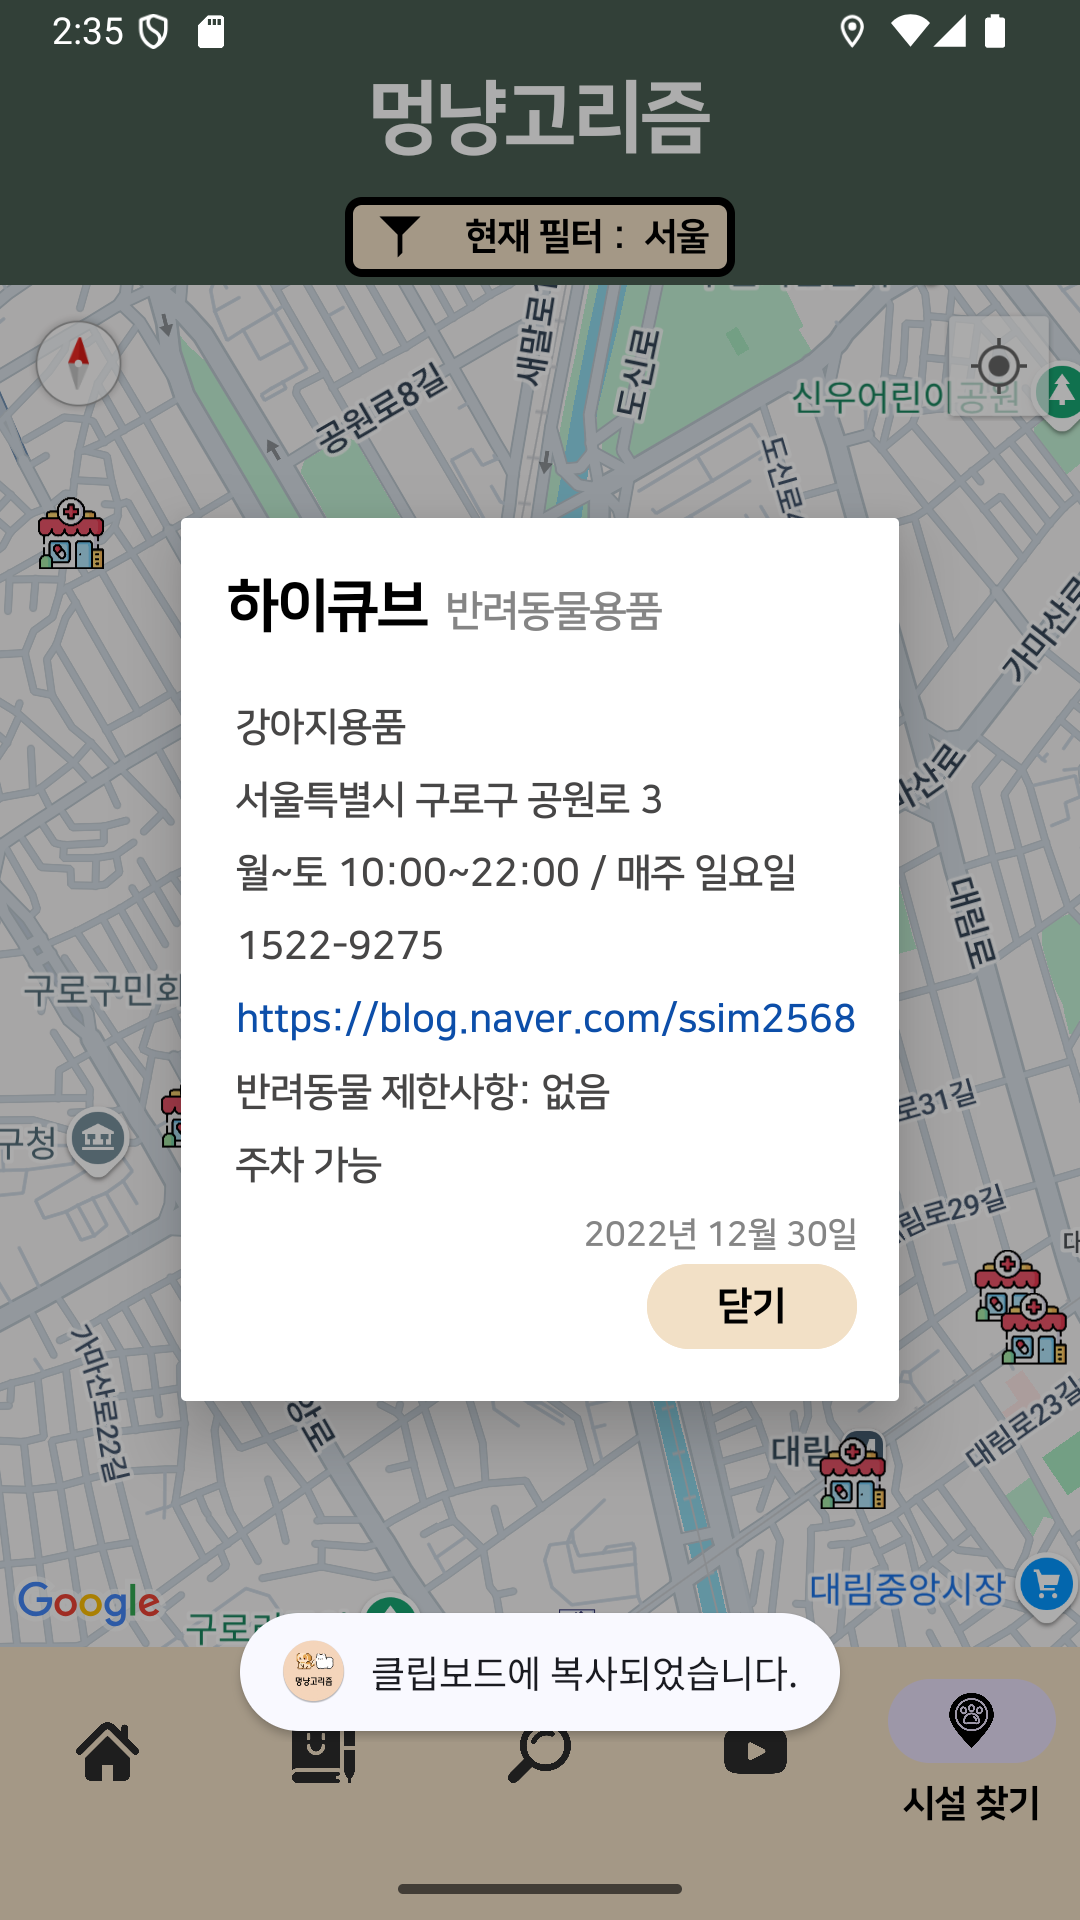 2:35
멍냥고리즘
현재 필터 : 서울
새말로
도신로
공원로8길
신우어린이공원
도신로
가마산로
마산로
하이큐브 반려동물용품
강아지용품
서울특별시 구로구 공원로 3
월~토 10:00~22:00 / 매주 일요일
1522-9275
대림로
구로구민회
https://blog.naver.com/ssim2568
반려동물 제한사항: 없음
로31길
구청
주차 가능
림로29길
2022년 12월 30일
대
닫기
가마산로22길
앙로
대림
대림로23길
대림중앙시장
Google
구로
멍냥고리즘
클립보드에 복사되었습니다.
시설 찾기